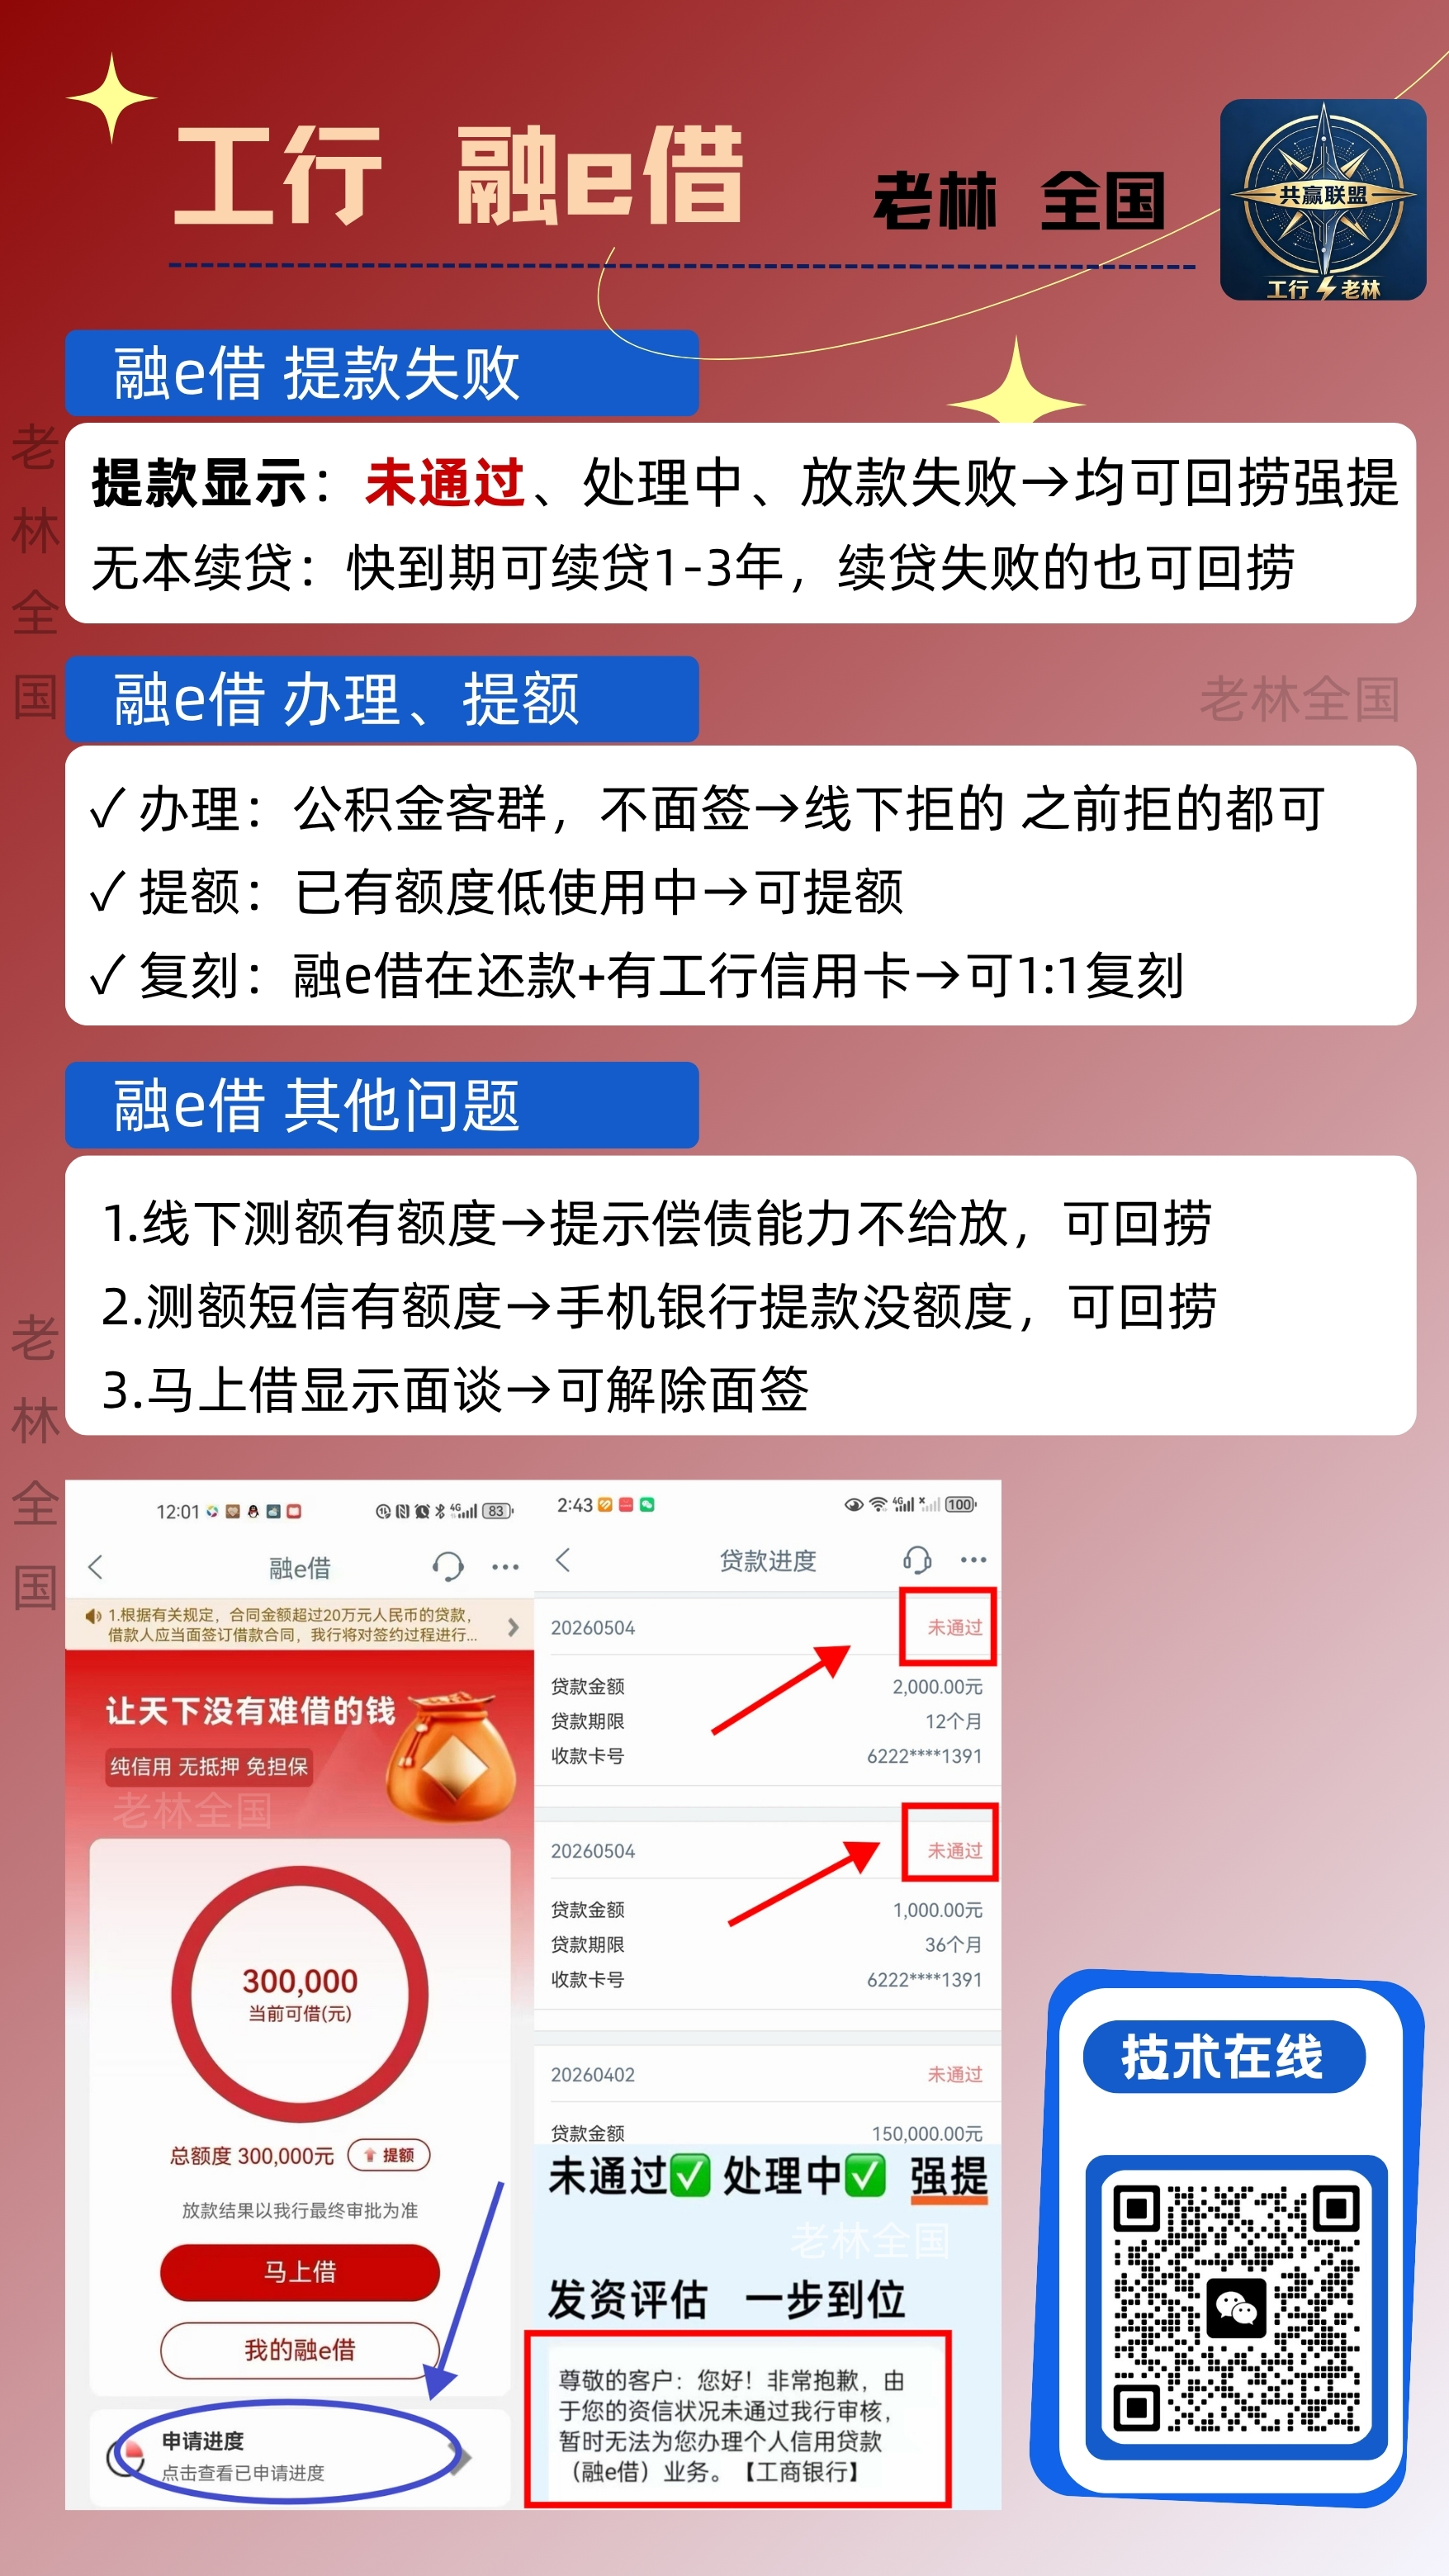 工行 融e借
老林 全国
共赢联盟
工行 老林
融e借 提款失败
提款显示：未通过、处理中、放款失败→均可回捞强提
无本续贷：快到期可续贷1-3年，续贷失败的也可回捞
老林全国
融e借 办理、提额
老林全国
✓ 办理：公积金客群，不面签→线下拒的 之前拒的都可
✓ 提额：已有额度低使用中→可提额
✓ 复刻：融e借在还款+有工行信用卡→可1:1复刻
融e借 其他问题
1.线下测额有额度→提示偿债能力不给放，可回捞
2.测额短信有额度→手机银行提款没额度，可回捞
3.马上借显示面谈→可解除面签
老林全国
12:01
4G
83
融e借
1.根据有关规定，合同金额超过20万元人民币的贷款，
借款人应当面签订借款合同，我行将对签约过程进行...
让天下没有难借的钱
纯信用 无抵押 免担保
老林全国
300,000
当前可借(元)
总额度 300,000元
提额
放款结果以我行最终审批为准
马上借
我的融e借
申请进度
点击查看已申请进度
2:43
4G
100
贷款进度
20260504 未通过
贷款金额 2,000.00元
贷款期限 12个月
收款卡号 6222****1391
20260504 未通过
贷款金额 1,000.00元
贷款期限 36个月
收款卡号 6222****1391
20260402 未通过
贷款金额 150,000.00元
未通过✅ 处理中✅ 强提
老林全国
发资评估 一步到位
尊敬的客户：您好！非常抱歉，由
于您的资信状况未通过我行审核，
暂时无法为您办理个人信用贷款
（融e借）业务。【工商银行】
技术在线